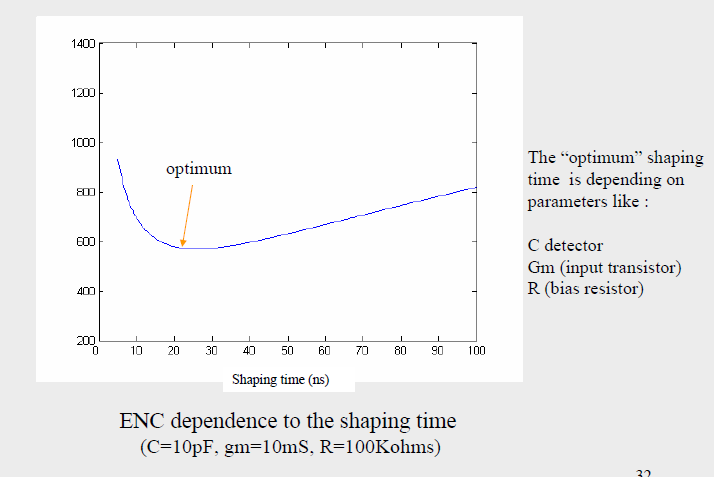 1400
1200
1000
800
600
400
200
0 10 20 30 40 50 60 70 80 90 100
optimum
Shaping time (ns)
The “optimum” shaping
time is depending on
parameters like :
C detector
Gm (input transistor)
R (bias resistor)
ENC dependence to the shaping time
(C=10pF, gm=10mS, R=100Kohms)
32